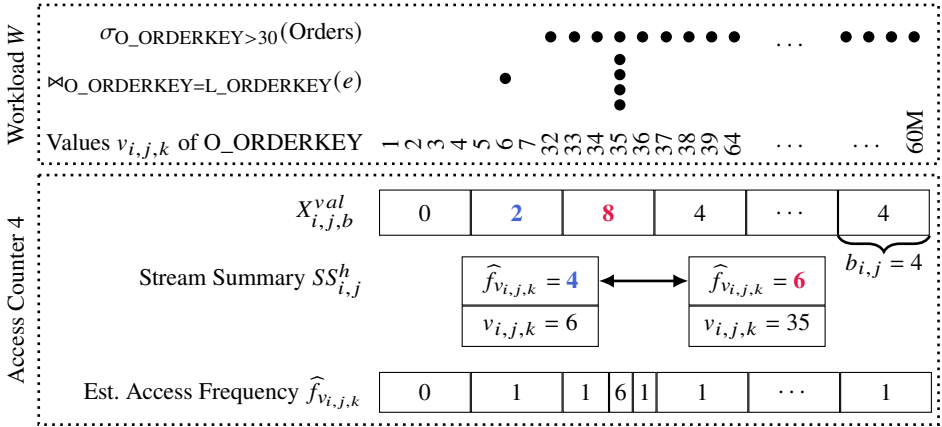 Workload W
σO_ORDERKEY>30(Orders)
...
⋈O_ORDERKEY=L_ORDERKEY(e)
Values vi,j,k of O_ORDERKEY 1 2 3 4 5 6 7 32 33 34 35 36 37 38 39 64 ... ... 60M
Access Counter 4
X^val_i,j,b 0 2 8 4 ... 4
bi,j = 4
Stream Summary SS^h_i,j
f̂vi,j,k = 4 f̂vi,j,k = 6
vi,j,k = 6 vi,j,k = 35
Est. Access Frequency f̂vi,j,k 0 1 1 6 1 1 ... 1